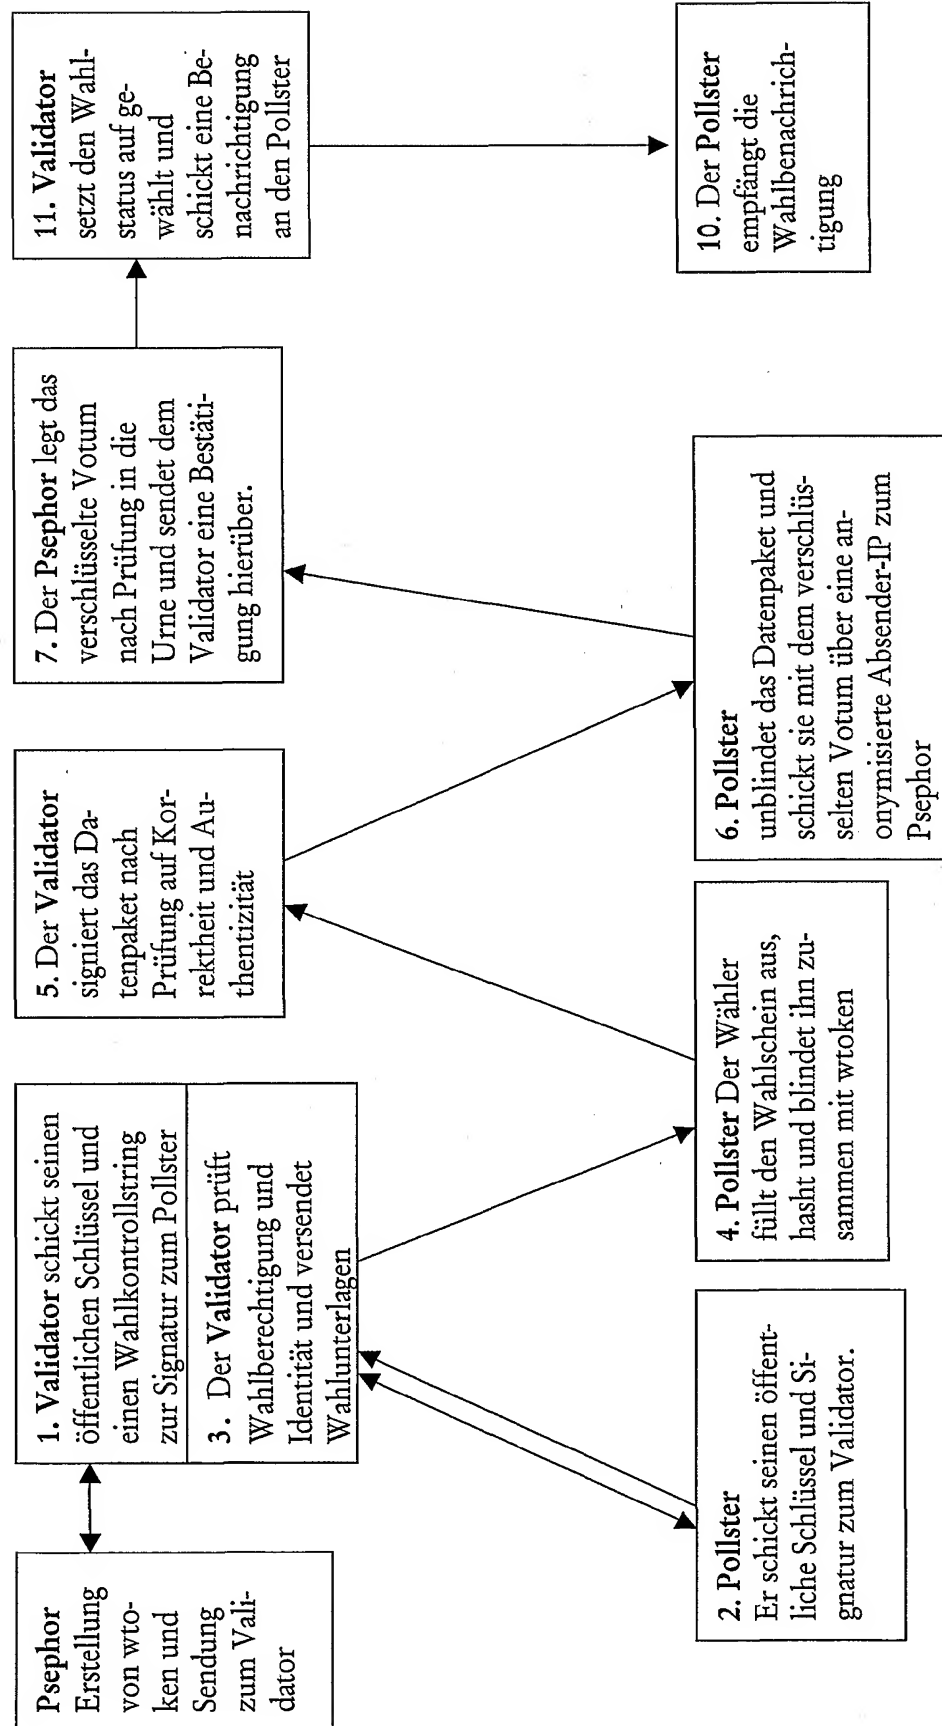 Psephor
Erstellung
von wto-
ken und
Sendung
zum Vali-
dator
1. Validator schickt seinen
öffentlichen Schlüssel und
einen Wahlkontrollstring
zur Signatur zum Pollster
3. Der Validator prüft
Wahlberechtigung und
Identität und versendet
Wahlunterlagen
5. Der Validator
signiert das Da-
tenpaket nach
Prüfung auf Kor-
rektheit und Au-
thentizität
7. Der Psephor legt das
verschlüsselte Votum
nach Prüfung in die
Urne und sendet dem
Validator eine Bestäti-
gung hierüber.
11. Validator
setzt den Wahl-
status auf ge-
wählt und
schickt eine Be-
nachrichtigung
an den Pollster
2. Pollster
Er schickt seinen öffent-
liche Schlüssel und Si-
gnatur zum Validator.
4. Pollster Der Wähler
füllt den Wahlschein aus,
hasht und blindet ihn zu-
sammen mit wtoken
6. Pollster
unblindet das Datenpaket und
schickt sie mit dem verschlüs-
selten Votum über eine an-
onymisierte Absender-IP zum
Psephor
10. Der Pollster
empfängt die
Wahlbenachrich-
tigung